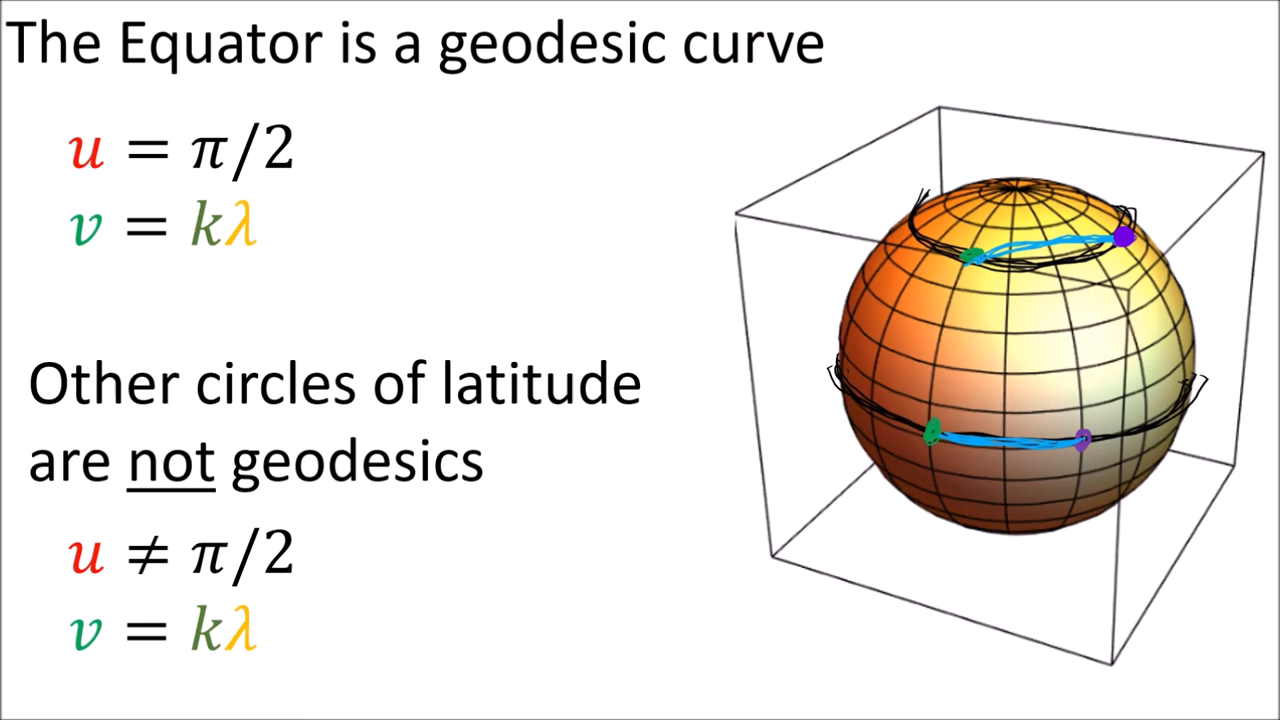 The Equator is a geodesic curve
u = π/2
v = kλ
Other circles of latitude
are not geodesics
u ≠ π/2
v = kλ